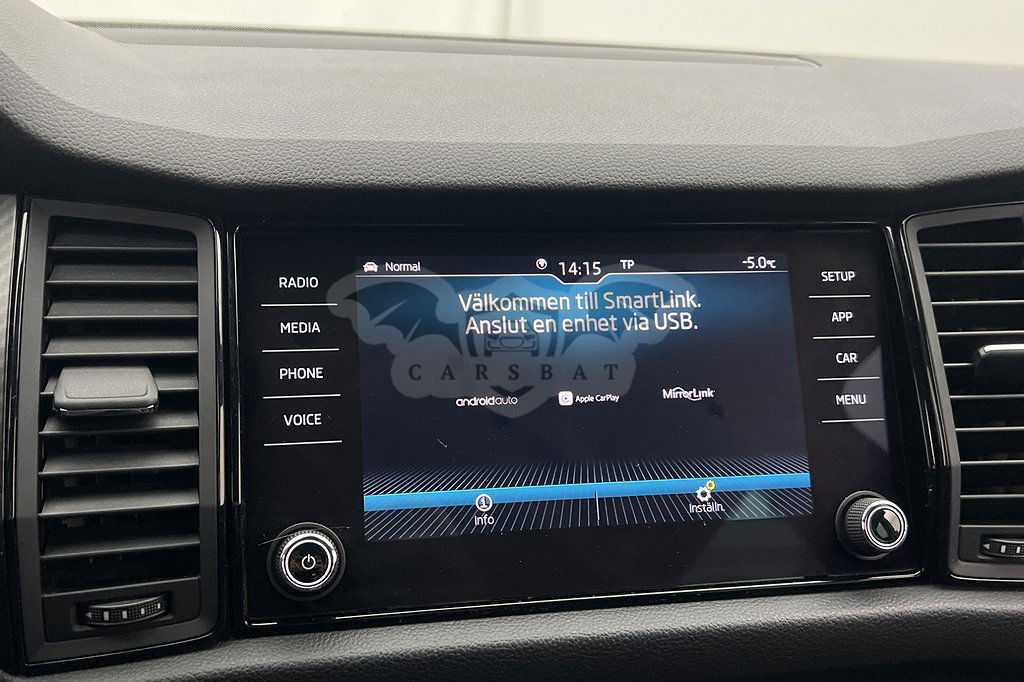 Normal 14:15 TP -5.0°C
Välkommen till SmartLink.
Anslut en enhet via USB.
CARSBAT
androidauto Apple CarPlay MirrorLink
Info Inställn.
RADIO
MEDIA
PHONE
VOICE
SETUP
APP
CAR
MENU